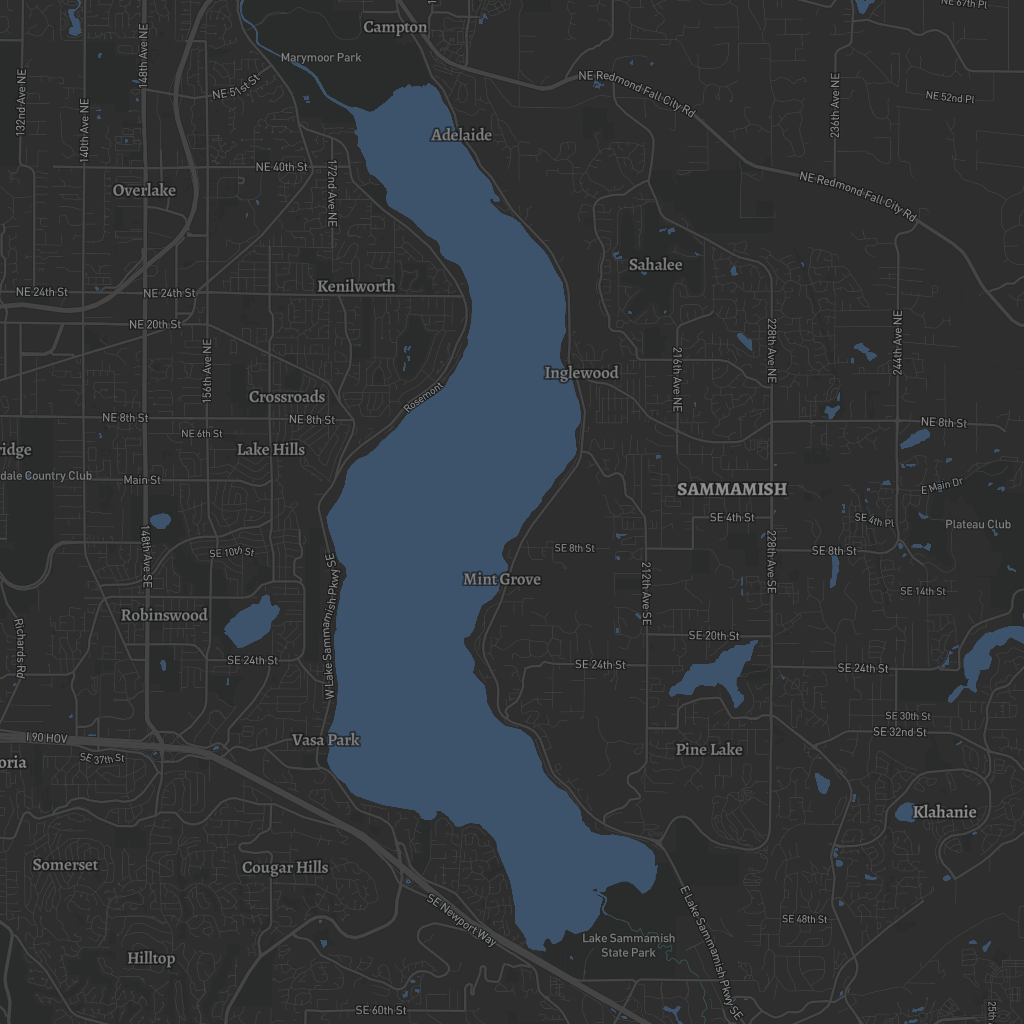 NE 67th Pl
Campton
Marymoor Park
148th Ave NE
132nd Ave NE
140th Ave NE
NE 51st St
NE Redmond Fall City Rd
236th Ave NE
NE 52nd Pl
Adelaide
NE 40th St
172nd Ave NE
Overlake
NE Redmond Fall City Rd
Sahalee
Kenilworth
NE 24th St
NE 24th St
NE 20th St
156th Ave NE
228th Ave NE
244th Ave NE
216th Ave NE
Inglewood
Rosemont
Crossroads
NE 8th St
NE 8th St
NE 8th St
NE 6th St
Lake Hills
ridge
dale Country Club
Main St
SAMMAMISH
E Main Dr
SE 4th St
SE 4th Pl
Plateau Club
148th Ave SE
SE 10th St
SE 8th St
SE 8th St
228th Ave SE
212th Ave SE
Mint Grove
W Lake Sammamish Pkwy SE
SE 14th St
Robinswood
Richards Rd
SE 20th St
SE 24th St
SE 24th St
SE 24th St
SE 30th St
SE 32nd St
I 90 HOV
SE 37th St
oria
Vasa Park
Pine Lake
Klahanie
Somerset
Cougar Hills
SE Newport Way
E Lake Sammamish Pkwy SE
SE 48th St
Lake Sammamish
State Park
Hilltop
SE 60th St
25th